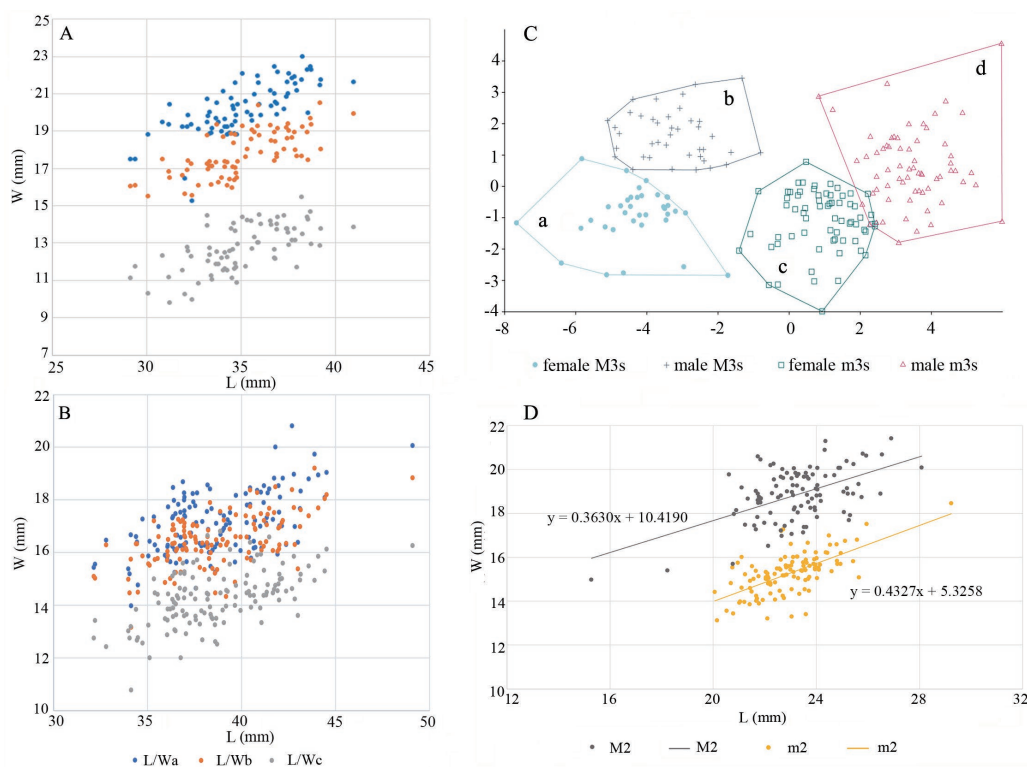 A
25
23
21
19
17
15
13
11
9
7
W (mm)
25 30 35 40 45
L (mm)
B
22
20
18
16
14
12
10
W (mm)
30 35 40 45 50
L (mm)
L/Wa L/Wb L/Wc
C
4
3
2
1
0
-1
-2
-3
-4
a
b
c
d
-8 -6 -4 -2 0 2 4
female M3s male M3s female m3s male m3s
D
22
20
18
16
14
12
10
W (mm)
y = 0.3630x + 10.4190
y = 0.4327x + 5.3258
12 16 20 24 28 32
L (mm)
M2 M2 m2 m2